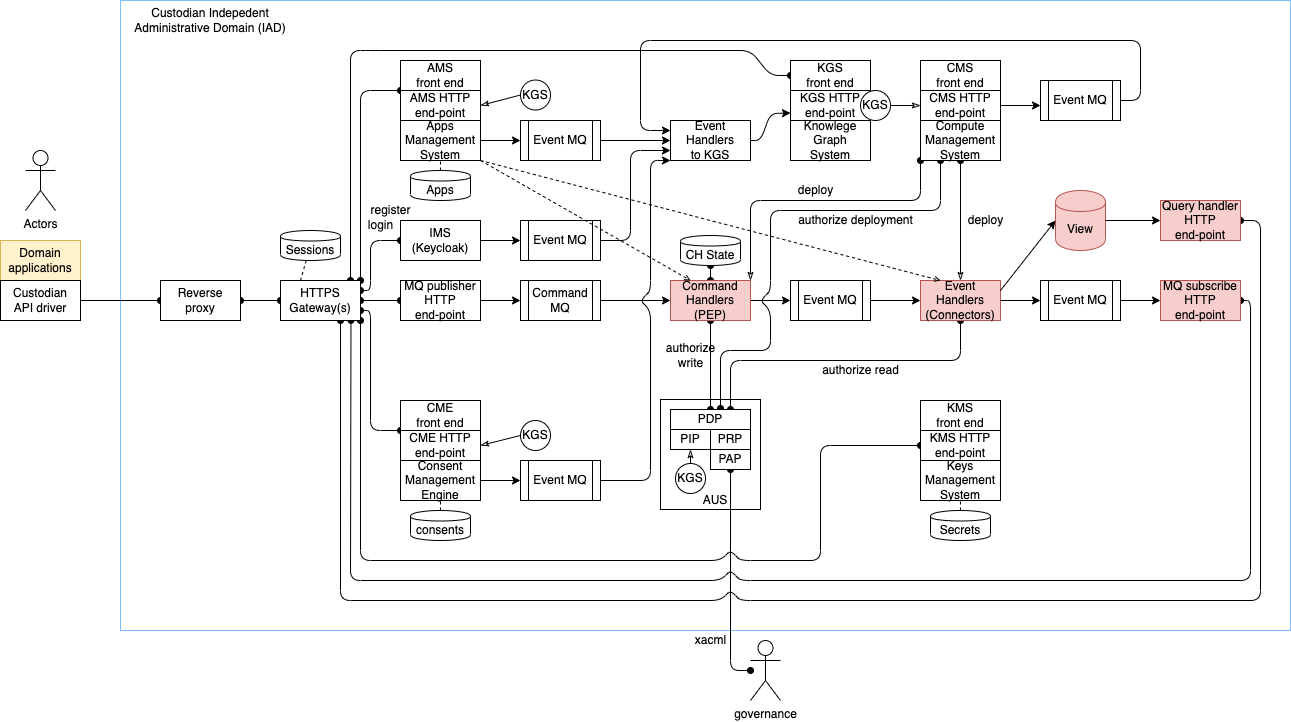 Custodian Indepedent
Administrative Domain (IAD)
AMS
front end
AMS HTTP
end-point
Apps
Management
System
KGS
Event MQ
Apps
Event
Handlers
to KGS
KGS
front end
KGS HTTP
end-point
Knowlege
Graph
System
KGS
CMS
front end
CMS HTTP
end-point
Compute
Management
System
Event MQ
Actors
Domain
applications
Custodian
API driver
Reverse
proxy
Sessions
HTTPS
Gateway(s)
register
login
IMS
(Keycloak)
Event MQ
MQ publisher
HTTP
end-point
Command
MQ
CH State
Command
Handlers
(PEP)
deploy
authorize deployment
deploy
Event MQ
Event
Handlers
(Connectors)
View
Query handler
HTTP
end-point
Event MQ
MQ subscribe
HTTP
end-point
authorize
write
authorize read
CME
front end
CME HTTP
end-point
Consent
Management
Engine
KGS
Event MQ
consents
PDP
PIP
PRP
PAP
KGS
AUS
KMS
front end
KMS HTTP
end-point
Keys
Management
System
Secrets
xacml
governance